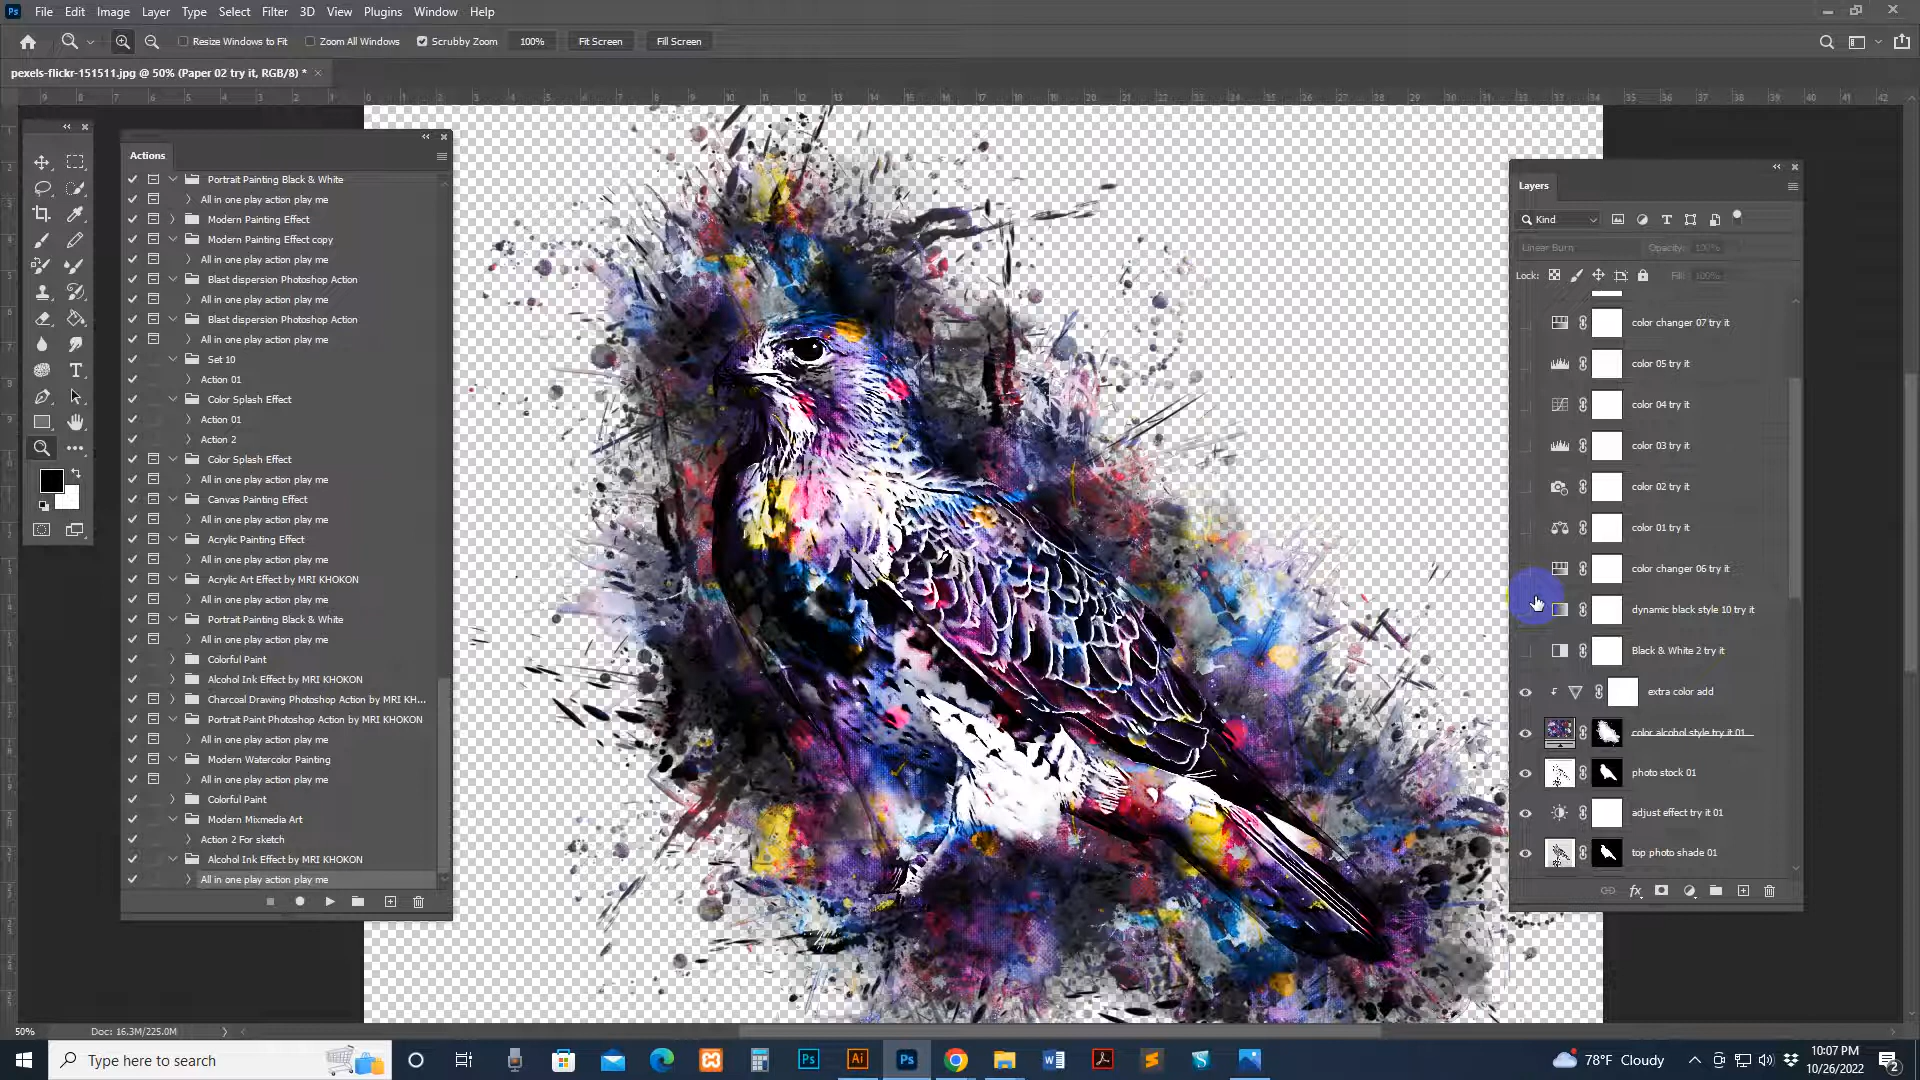 Ps File Edit Image Layer Type Select Filter 3D View Plugins Window Help
Resize Windows to Fit Zoom All Windows Scrubby Zoom 100% Fit Screen Fill Screen
pexels-flickr-151511.jpg @ 50% (Paper 02 try it, RGB/8) *
Actions
Portrait Painting Black & White
All in one play action play me
Modern Painting Effect
Modern Painting Effect copy
All in one play action play me
Blast dispersion Photoshop Action
All in one play action play me
Blast dispersion Photoshop Action
All in one play action play me
Set 10
Action 01
Color Splash Effect
Action 01
Action 2
Color Splash Effect
All in one play action play me
Canvas Painting Effect
All in one play action play me
Acrylic Painting Effect
All in one play action play me
Acrylic Art Effect by MRI KHOKON
All in one play action play me
Portrait Painting Black & White
All in one play action play me
Colorful Paint
Alcohol Ink Effect by MRI KHOKON
Charcoal Drawing Photoshop Action by MRI KH...
Portrait Paint Photoshop Action by MRI KHOKON
All in one play action play me
Modern Watercolor Painting
All in one play action play me
Colorful Paint
Modern Mixmedia Art
Action 2 For sketch
Alcohol Ink Effect by MRI KHOKON
All in one play action play me
Layers
Kind
Linear Burn Opacity: 100%
Lock: Fill: 100%
color changer 07 try it
color 05 try it
color 04 try it
color 03 try it
color 02 try it
color 01 try it
color changer 06 try it
dynamic black style 10 try it
Black & White 2 try it
extra color add
color alcohol style try it 01
photo stock 01
adjust effect try it 01
top photo shade 01
50% Doc: 16.3M/225.0M
Type here to search
78°F Cloudy
10:07 PM
10/26/2022